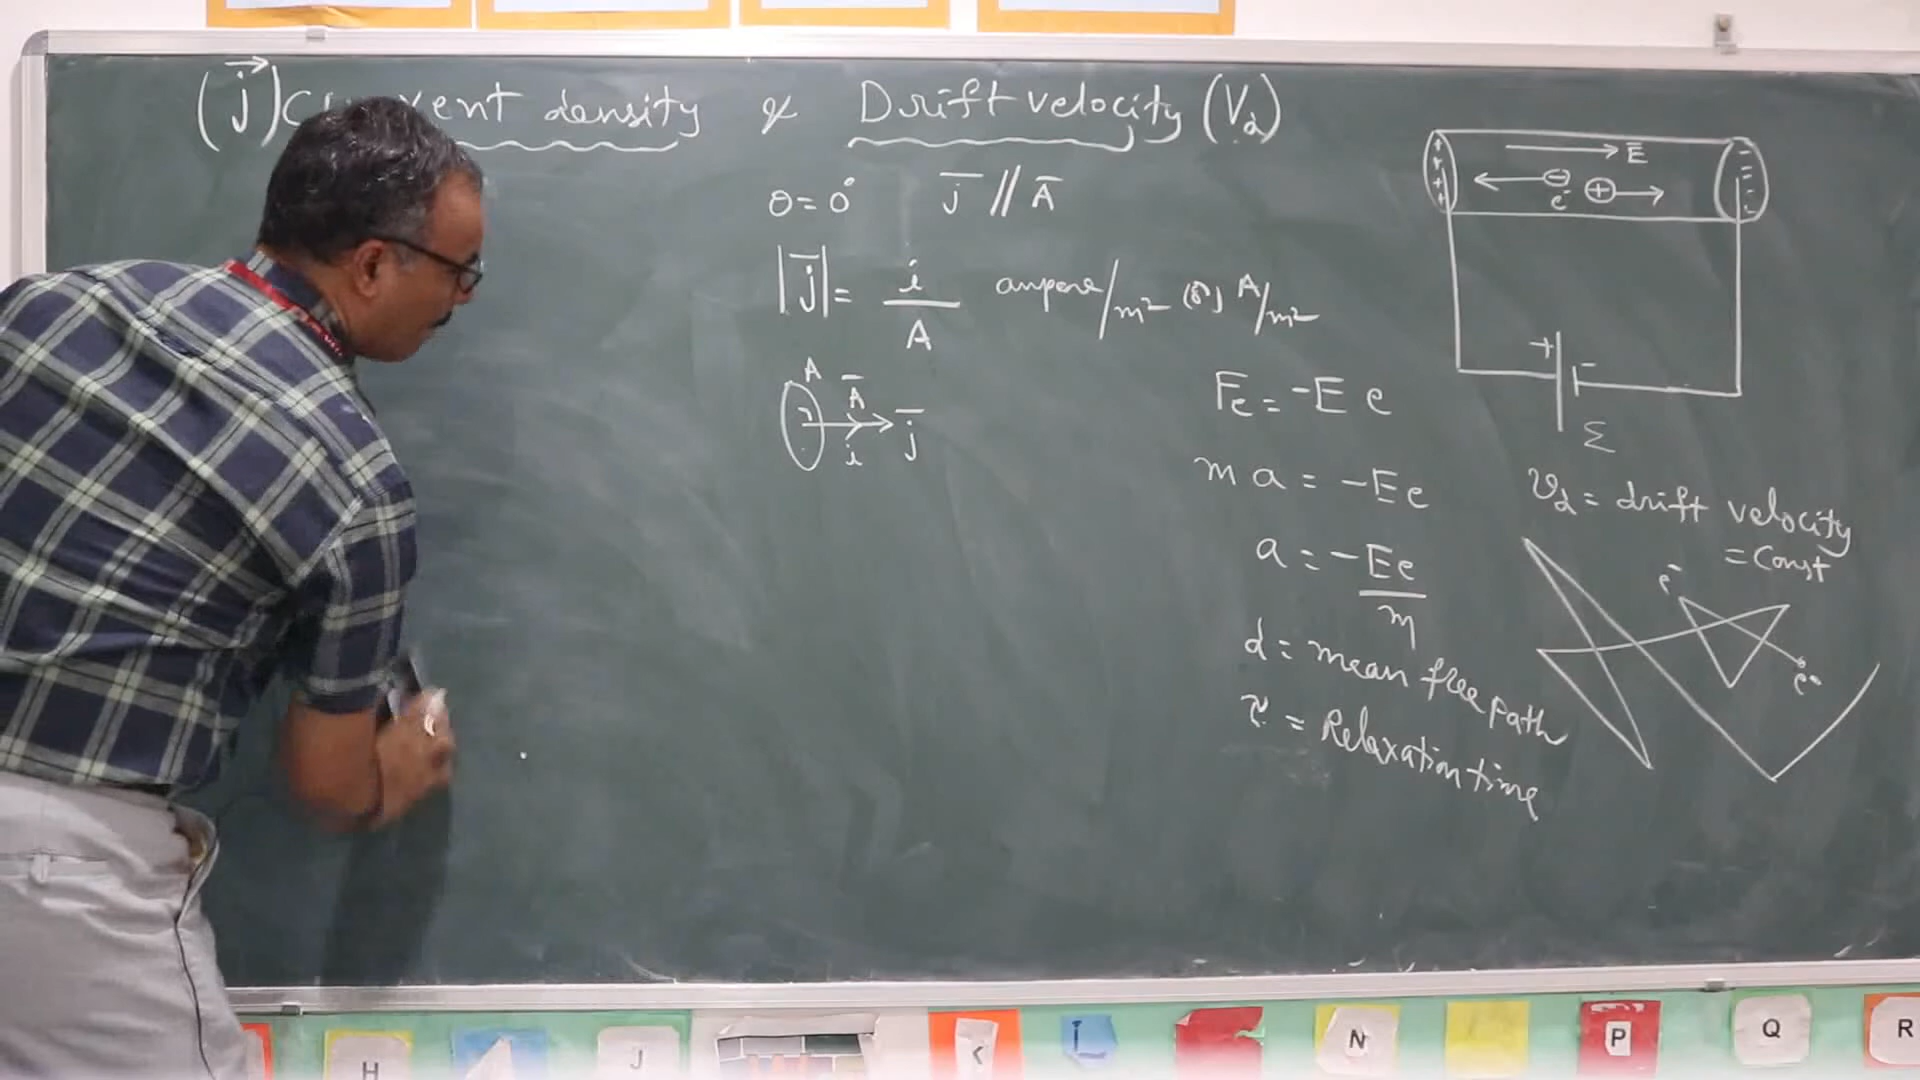 (j) Current density & Drift velocity (Vd)
θ = 0° j // A
|j| = i/A ampere/m² (or) A/m²
A A
i j
+ + + + E - - - -
e⁻ +
+ -
Σ
Fe = -E e
m a = -E e
a = -Ee/m
d = mean free path
τ = Relaxation time
vd = drift velocity
= Const
e⁻
e⁻
H J K L N P Q R